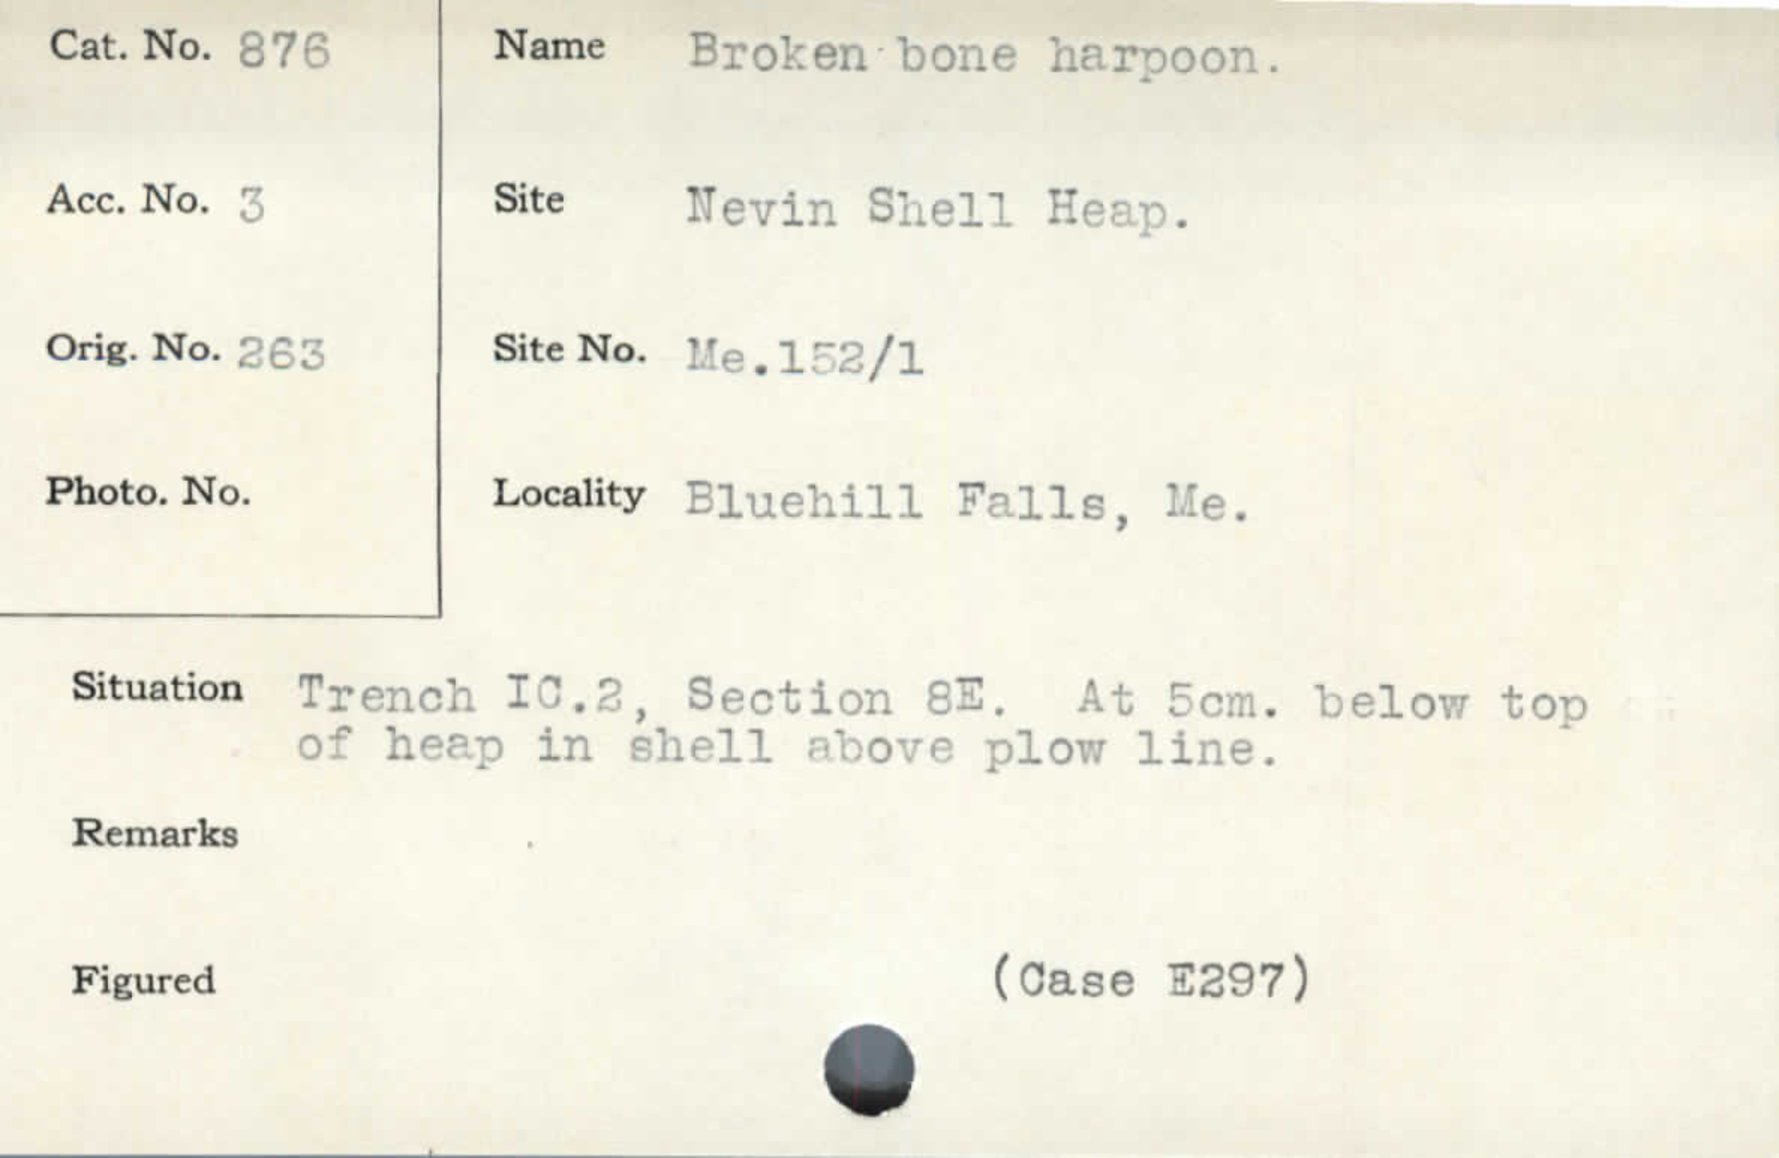 Cat. No. 876
Name Broken bone harpoon.
Acc. No. 3
Site Nevin Shell Heap.
Orig. No. 263
Site No. Me.152/1
Photo. No.
Locality Bluehill Falls, Me.
Situation Trench IC.2, Section 8E. At 5cm. below top
of heap in shell above plow line.
Remarks
Figured
(Case E297)